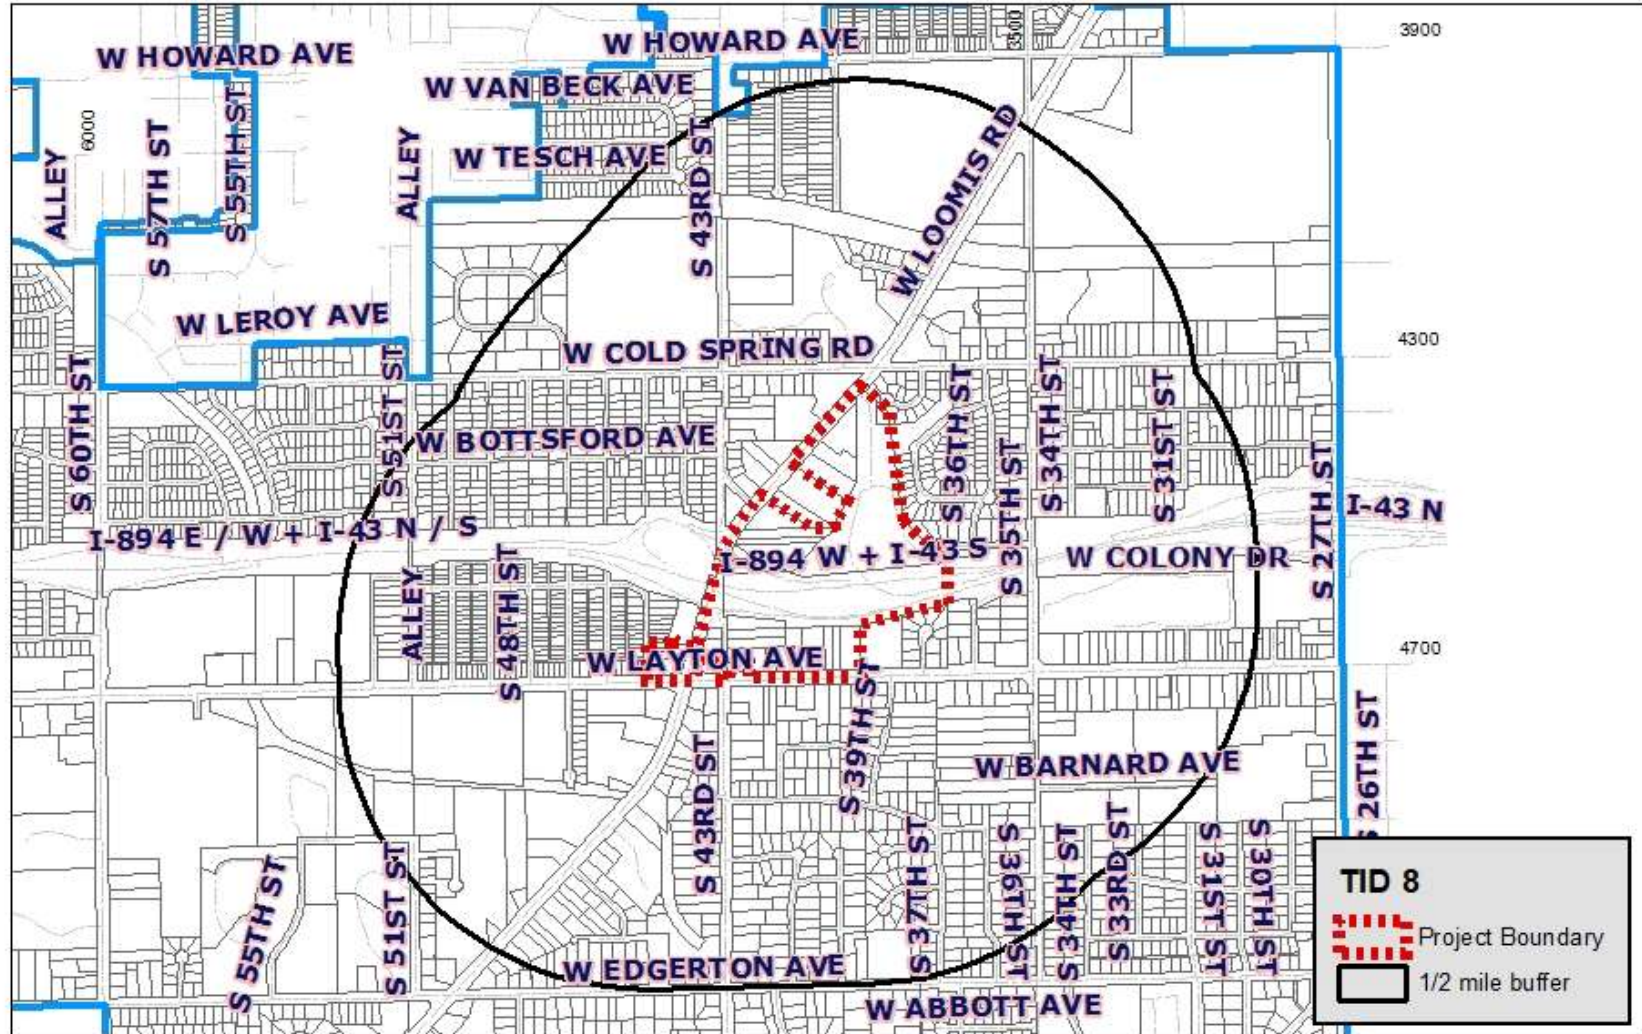 W HOWARD AVE
W HOWARD AVE
3500
3900
W VAN BECK AVE
6000
S 57TH ST
S 55TH ST
ALLEY
ALLEY
W TESCH AVE
S 43RD ST
W LOOMIS RD
W LEROY AVE
W COLD SPRING RD
4300
S 60TH ST
S 51ST ST
W BOTTSFORD AVE
S 36TH ST
S 34TH ST
S 31ST ST
S 35TH ST
S 27TH ST
I-43 N
I-894 E / W + I-43 N / S
I-894 W + I-43 S
W COLONY DR
ALLEY
S 48TH ST
W LAYTON AVE
4700
S 39TH ST
S 26TH ST
S 43RD ST
W BARNARD AVE
S 55TH ST
S 51ST ST
S 37TH ST
S 36TH ST
S 34TH ST
S 33RD ST
S 31ST ST
S 30TH ST
W EDGERTON AVE
W ABBOTT AVE
TID 8
Project Boundary
1/2 mile buffer